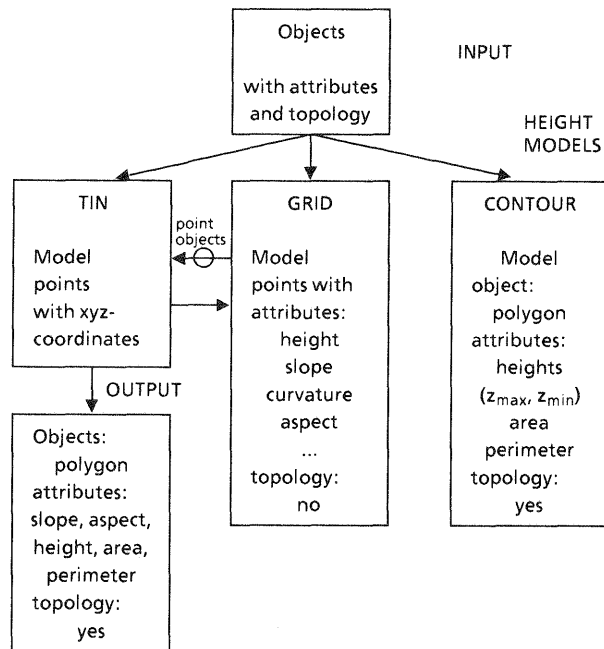 Objects
with attributes
and topology
INPUT
HEIGHT
MODELS
TIN
Model
points
with xyz-
coordinates
point
objects
GRID
Model
points with
attributes:
height
slope
curvature
aspect
...
topology:
no
CONTOUR
Model
object:
polygon
attributes:
heights
(zmax, zmin)
area
perimeter
topology:
yes
OUTPUT
Objects:
polygon
attributes:
slope, aspect,
height, area,
perimeter
topology:
yes